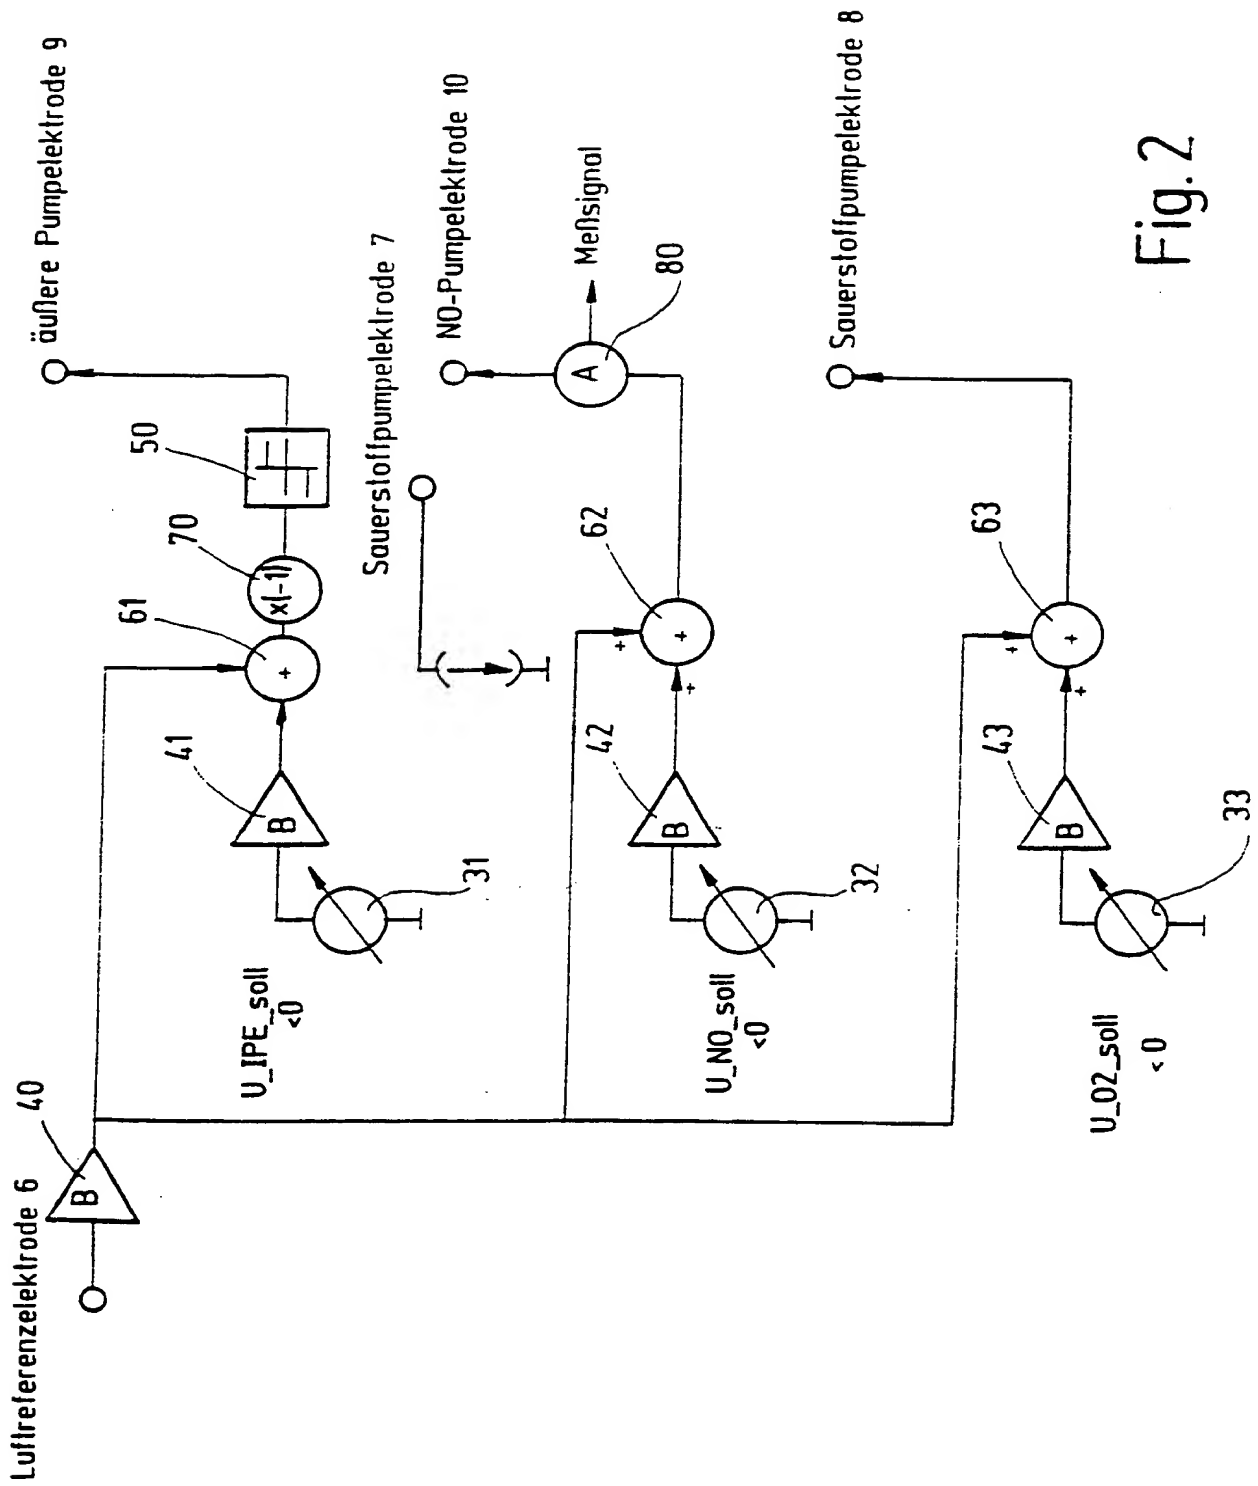 Luftreferenzelektrode 6
B
40
äußere Pumpelektrode 9
50
70
x(-1)
61
+
41
B
31
U_IPE_soll
<0
Sauerstoffpumpelektrode 7
NO-Pumpelektrode 10
Meßsignal
A
80
62
+
+
+
42
B
32
U_NO_soll
<0
Sauerstoffpumpelektrode 8
63
+
+
+
43
B
33
U_O2_soll
< 0
Fig. 2